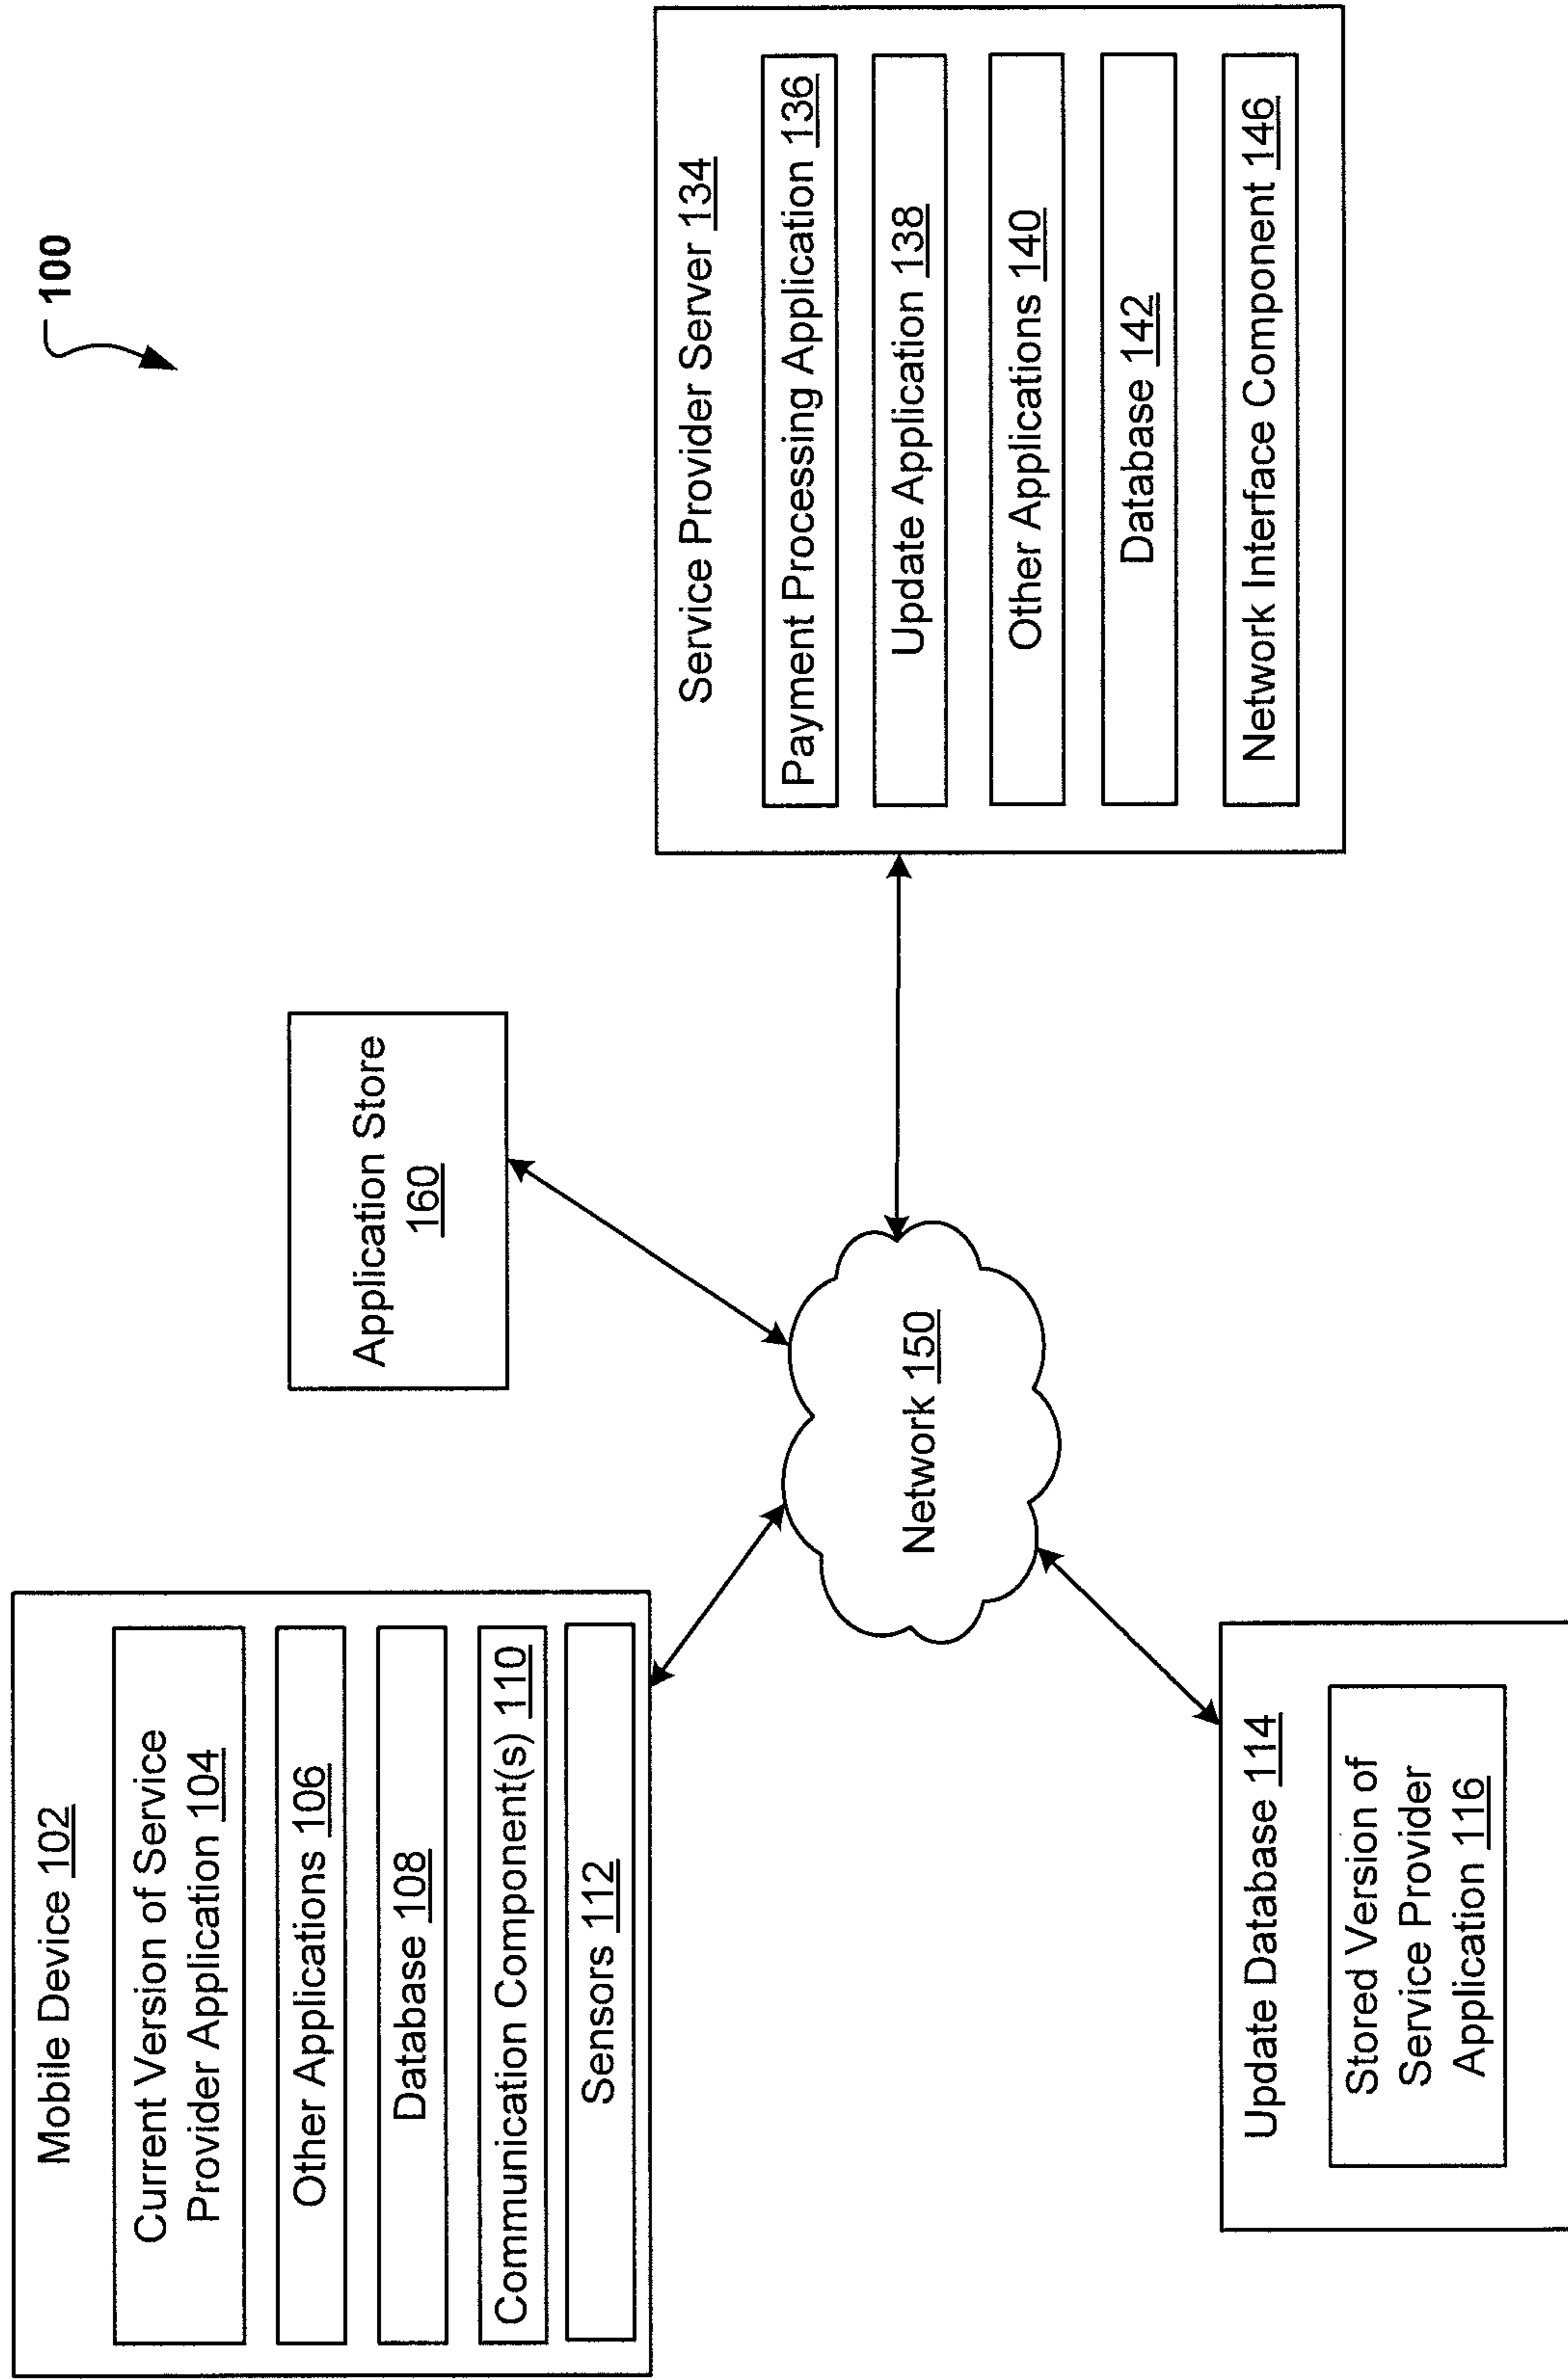 100
Mobile Device 102
Current Version of Service
Provider Application 104
Other Applications 106
Database 108
Communication Component(s) 110
Sensors 112
Application Store
160
Network 150
Service Provider Server 134
Payment Processing Application 136
Update Application 138
Other Applications 140
Database 142
Network Interface Component 146
Update Database 114
Stored Version of
Service Provider
Application 116